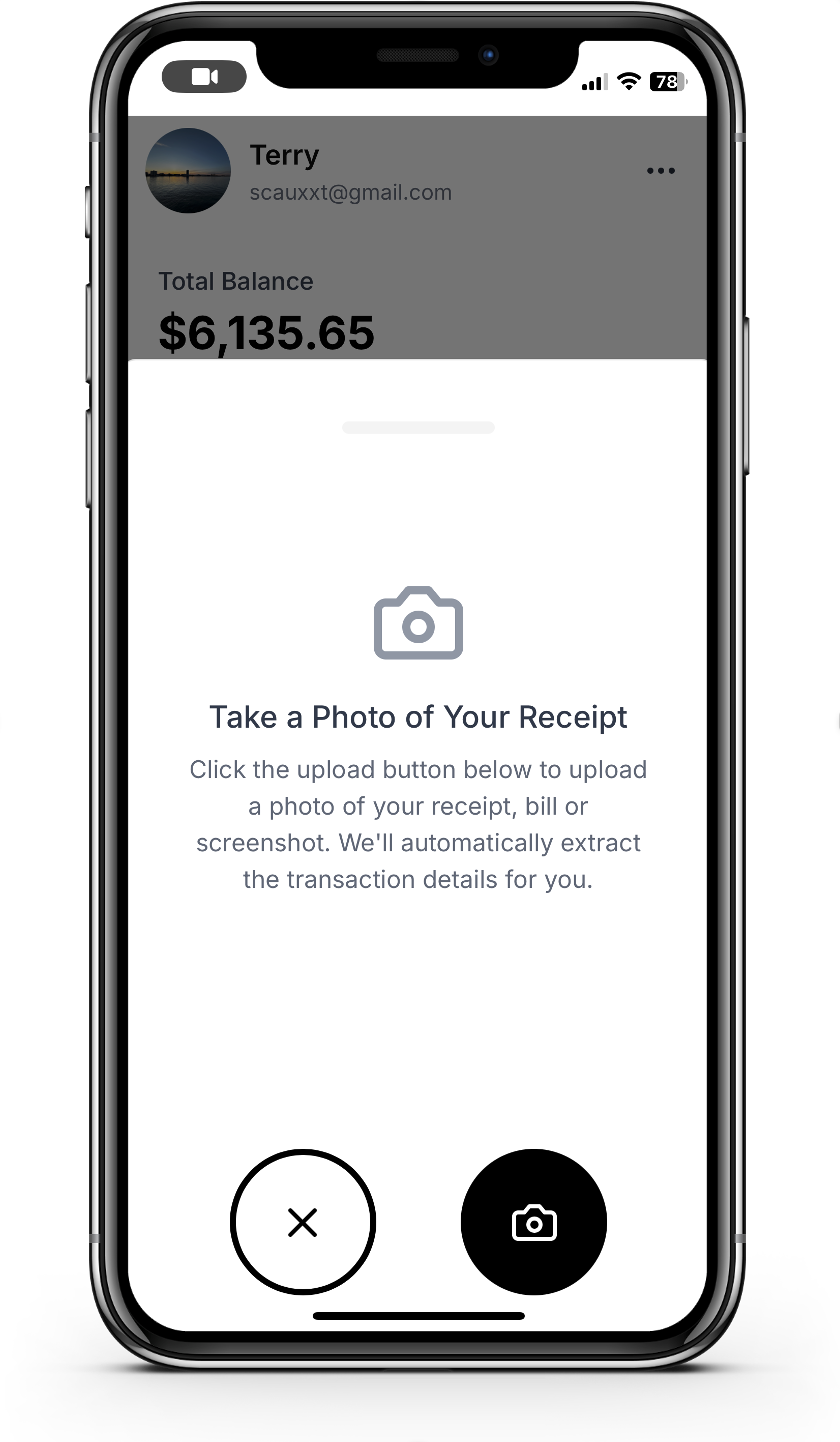 78
Terry
scauxxt@gmail.com
Total Balance
$6,135.65
Take a Photo of Your Receipt
Click the upload button below to upload
a photo of your receipt, bill or
screenshot. We'll automatically extract
the transaction details for you.